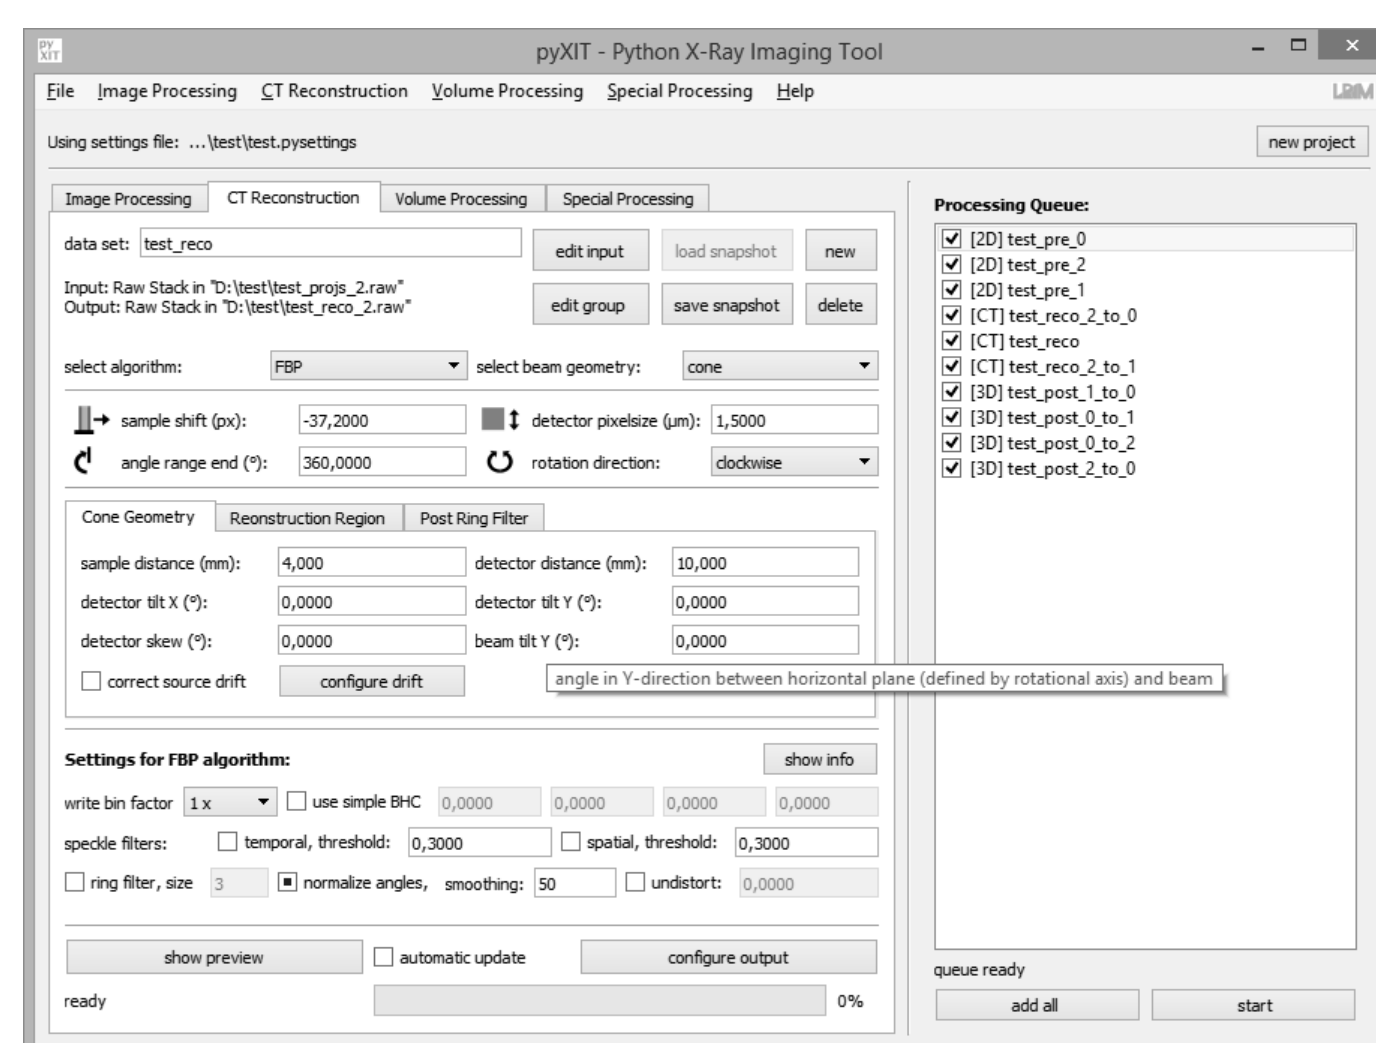 PY
XIT
pyXIT - Python X-Ray Imaging Tool
File Image Processing CT Reconstruction Volume Processing Special Processing Help
Using settings file: ...\test\test.pysettings
new project
Image Processing CT Reconstruction Volume Processing Special Processing
data set: test_reco
edit input load snapshot new
Input: Raw Stack in "D:\test\test_projs_2.raw"
Output: Raw Stack in "D:\test\test_reco_2.raw"
edit group save snapshot delete
select algorithm: FBP select beam geometry: cone
sample shift (px): -37,2000 detector pixelsize (µm): 1,5000
angle range end (º): 360,0000 rotation direction: clockwise
Cone Geometry Reonstruction Region Post Ring Filter
sample distance (mm): 4,000 detector distance (mm): 10,000
detector tilt X (º): 0,0000 detector tilt Y (º): 0,0000
detector skew (º): 0,0000 beam tilt Y (º): 0,0000
correct source drift configure drift
angle in Y-direction between horizontal plane (defined by rotational axis) and beam
Settings for FBP algorithm:
show info
write bin factor 1 x use simple BHC 0,0000 0,0000 0,0000 0,0000
speckle filters: temporal, threshold: 0,3000 spatial, threshold: 0,3000
ring filter, size 3 normalize angles, smoothing: 50 undistort: 0,0000
show preview automatic update configure output
ready 0%
Processing Queue:
[2D] test_pre_0
[2D] test_pre_2
[2D] test_pre_1
[CT] test_reco_2_to_0
[CT] test_reco
[CT] test_reco_2_to_1
[3D] test_post_1_to_0
[3D] test_post_0_to_1
[3D] test_post_0_to_2
[3D] test_post_2_to_0
queue ready
add all start